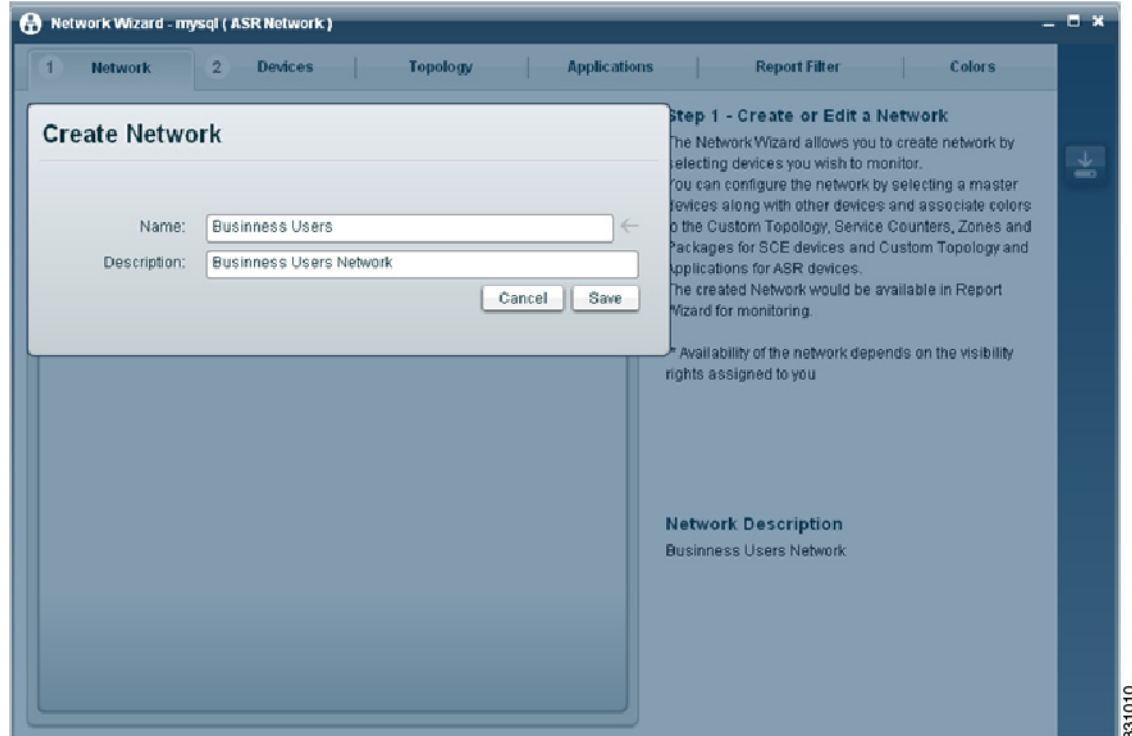 Network Wizard - mysql ( ASR Network )
1 Network 2 Devices Topology Applications Report Filter Colors
Create Network
Name: Businness Users
Description: Businness Users Network
Cancel Save
Step 1 - Create or Edit a Network
The Network Wizard allows you to create network by
selecting devices you wish to monitor.
You can configure the network by selecting a master
devices along with other devices and associate colors
to the Custom Topology, Service Counters, Zones and
Packages for SCE devices and Custom Topology and
Applications for ASR devices.
The created Network would be available in Report
Wizard for monitoring.
* Availability of the network depends on the visibility
rights assigned to you
Network Description
Businness Users Network
331010